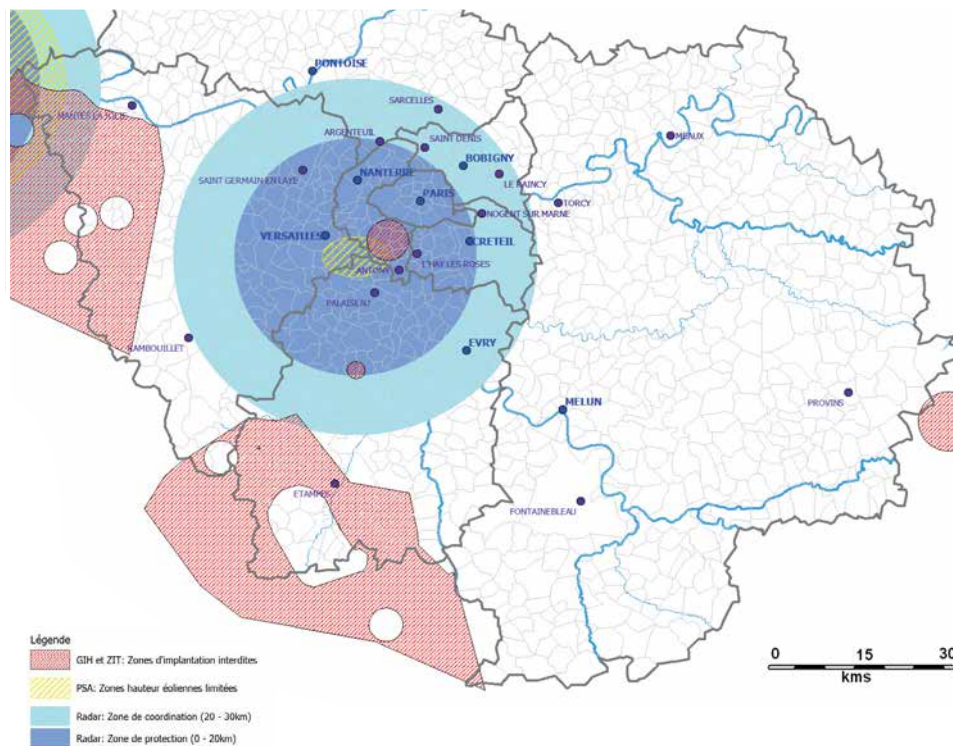 PONTOISE
SARCELLES
MANTES LA JOLIE
ARGENTEUIL
SAINT DENIS
MEAUX
BOBIGNY
SAINT GERMAIN EN LAYE
NANTERRE
LE RAINCY
PARIS
TORCY
NOGENT SUR MARNE
VERSAILLES
CRETEIL
L'HAY LES ROSES
ANTONY
PALAISEAU
RAMBOUILLET
EVRY
MELUN
PROVINS
ETAMPES
FONTAINEBLEAU
Légende
GIH et ZIT: Zones d'implantation interdites
PSA: Zones hauteur éoliennes limitées
Radar: Zone de coordination (20 - 30km)
Radar: Zone de protection (0 - 20km)
0 15 30
kms